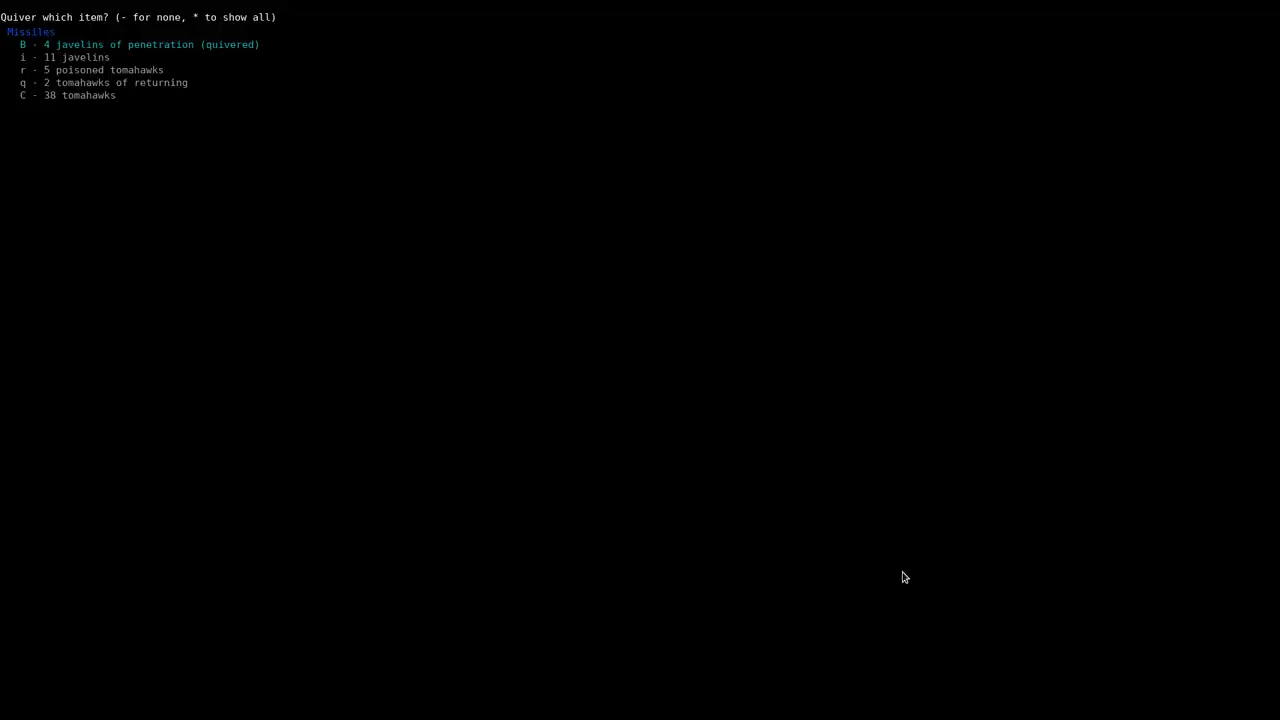 Quiver which item? (- for none, * to show all)
Missiles
B - 4 javelins of penetration (quivered)
i - 11 javelins
r - 5 poisoned tomahawks
q - 2 tomahawks of returning
C - 38 tomahawks